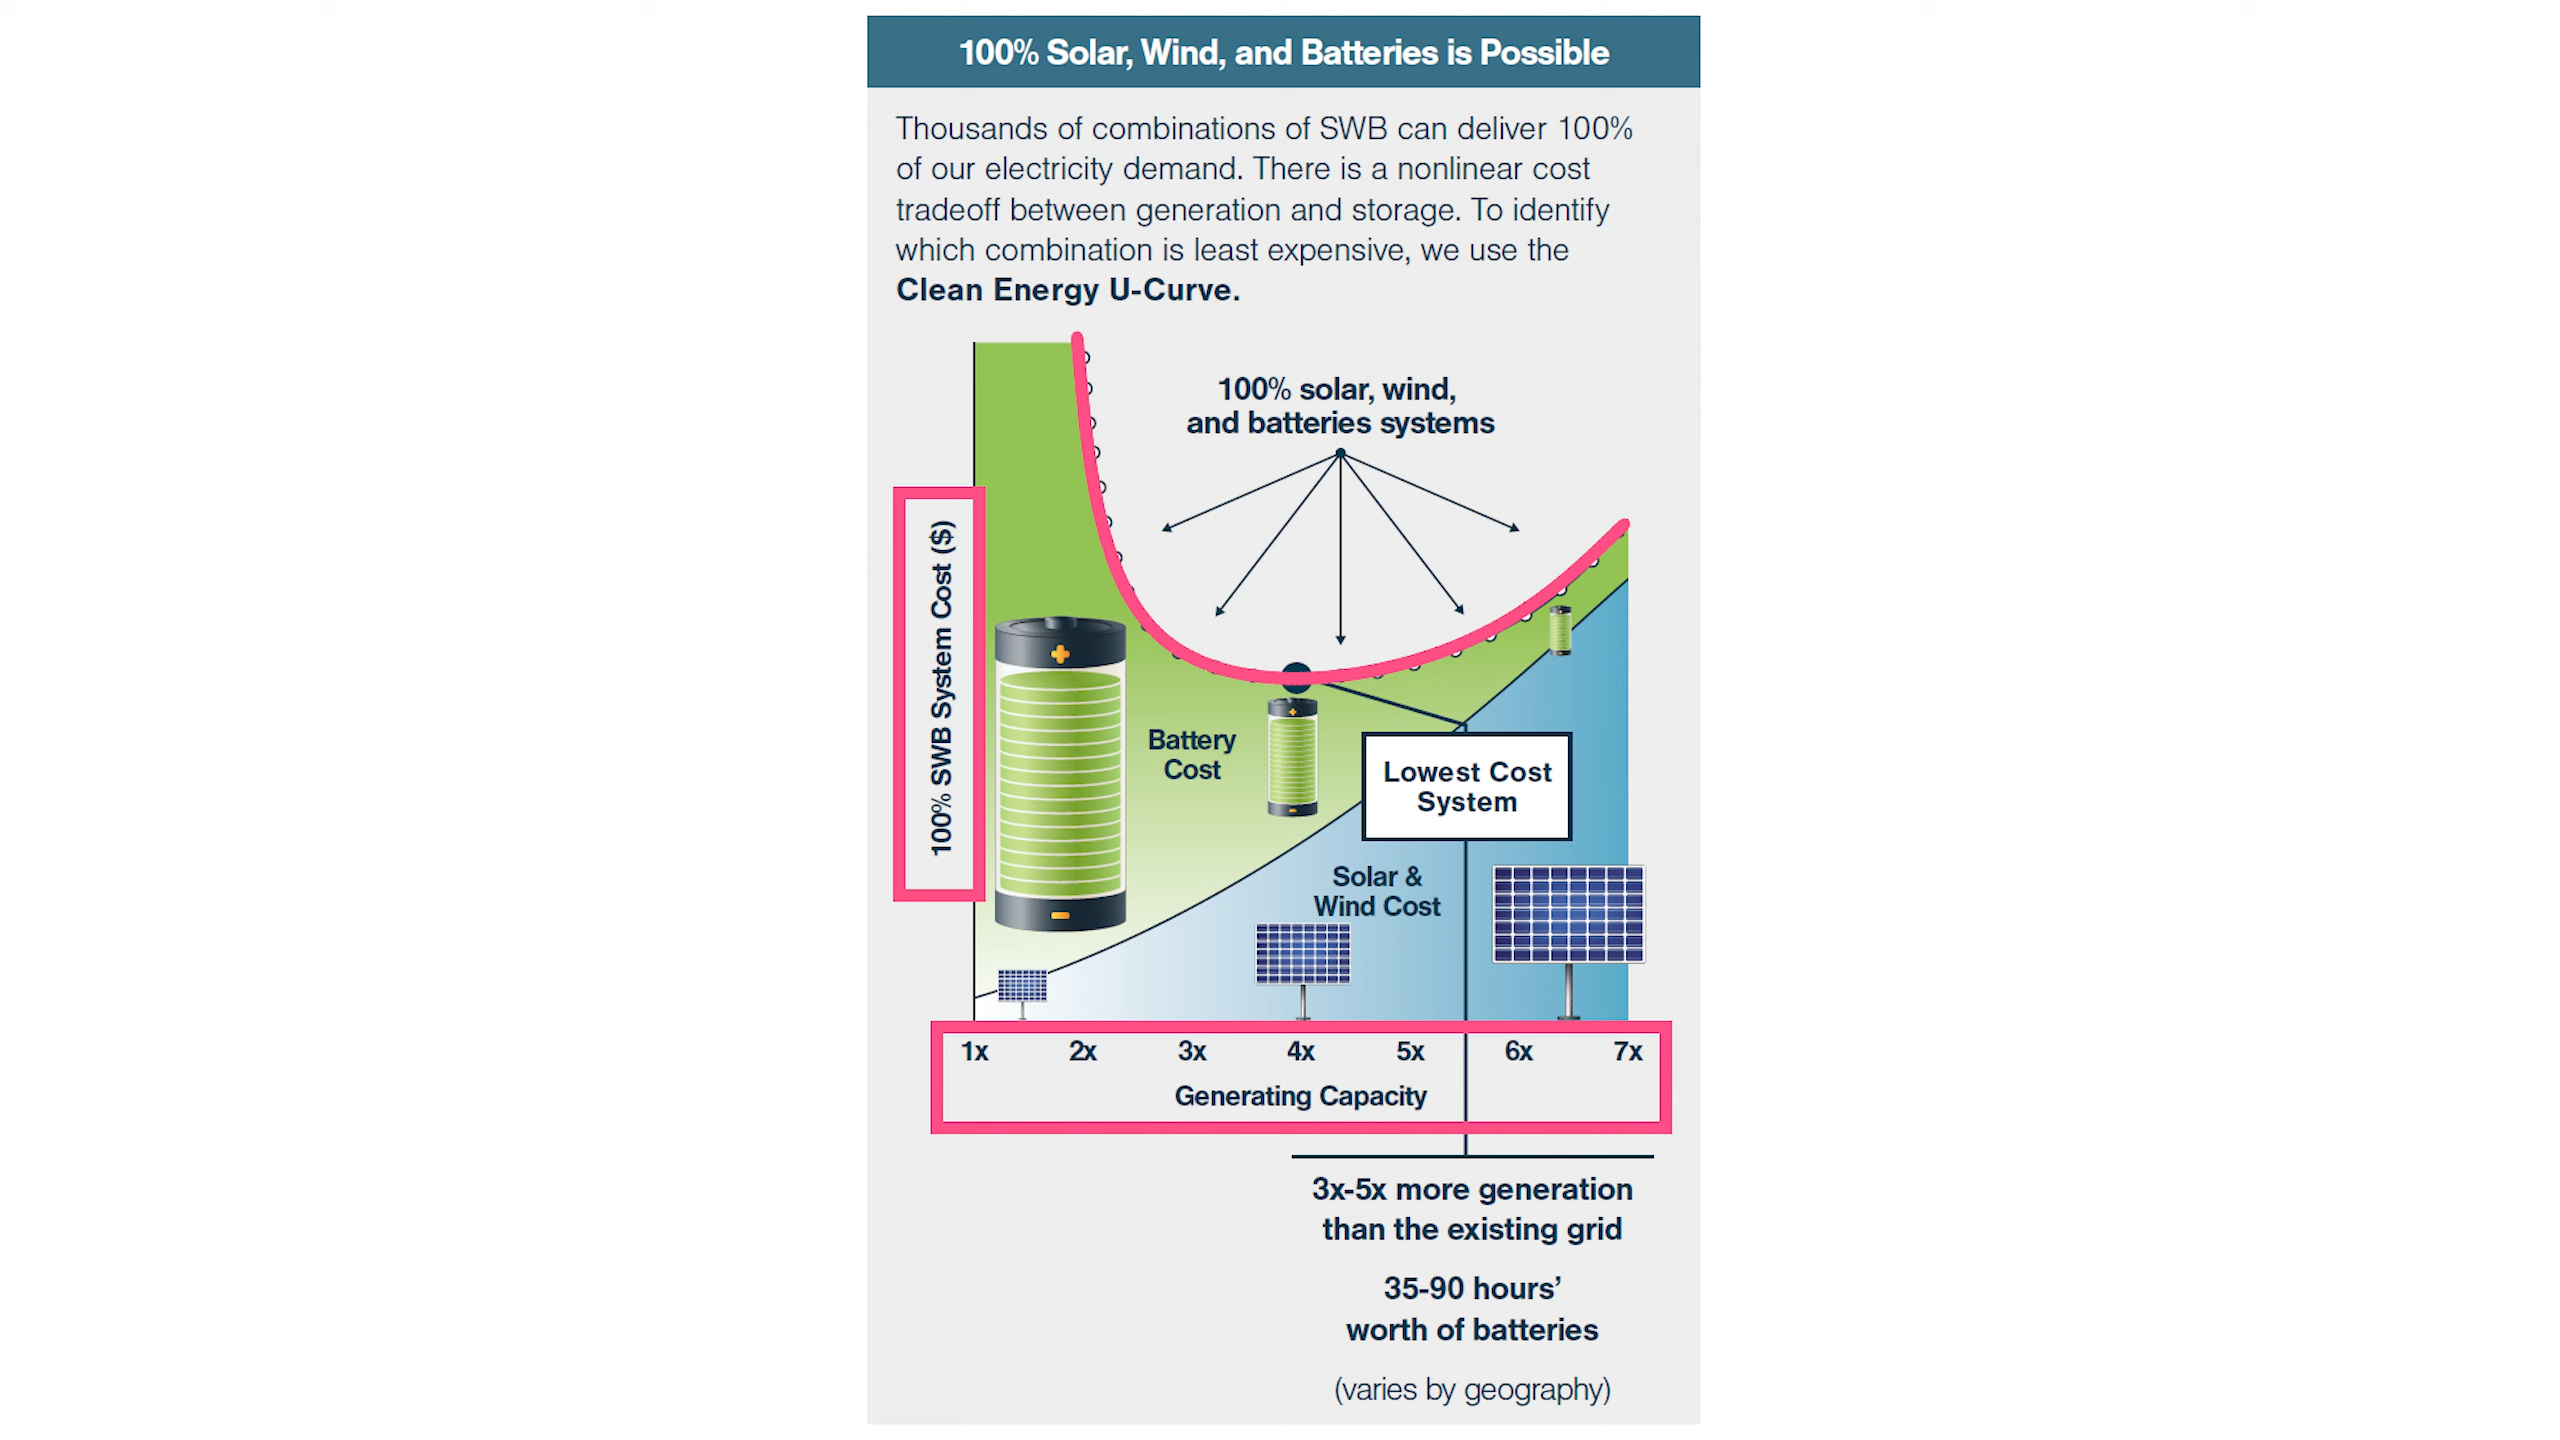 100% Solar, Wind, and Batteries is Possible
Thousands of combinations of SWB can deliver 100%
of our electricity demand. There is a nonlinear cost
tradeoff between generation and storage. To identify
which combination is least expensive, we use the
Clean Energy U-Curve.
100% solar, wind,
and batteries systems
100% SWB System Cost ($)
Battery
Cost
Lowest Cost
System
Solar &
Wind Cost
1x 2x 3x 4x 5x 6x 7x
Generating Capacity
3x-5x more generation
than the existing grid
35-90 hours’
worth of batteries
(varies by geography)